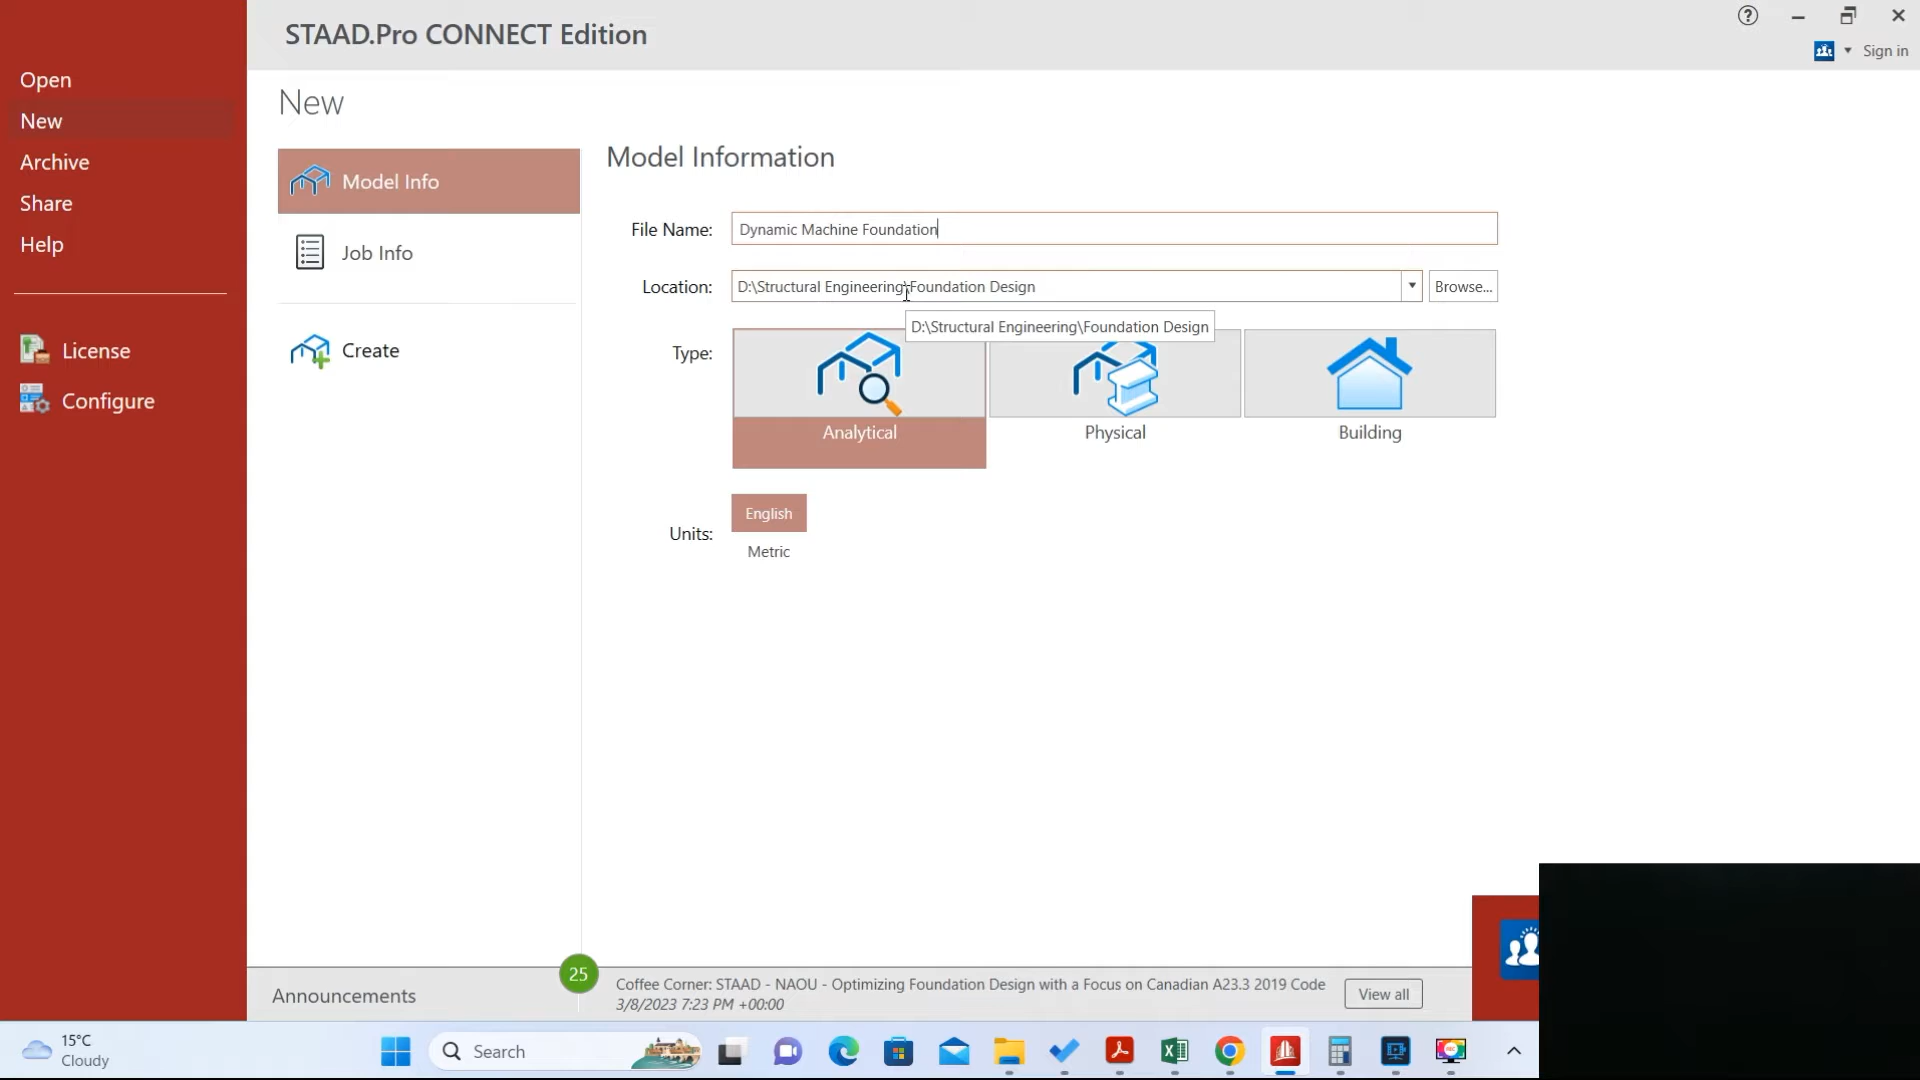 STAAD.Pro CONNECT Edition
Sign in
Open
New
Archive
Share
Help
License
Configure
New
Model Info
Job Info
Create
Model Information
File Name: Dynamic Machine Foundation
Location: D:\Structural Engineering\Foundation Design Browse...
D:\Structural Engineering\Foundation Design
Type:
Analytical Physical Building
Units:
English
Metric
Announcements
25
Coffee Corner: STAAD - NAOU - Optimizing Foundation Design with a Focus on Canadian A23.3 2019 Code
3/8/2023 7:23 PM +00:00
View all
15°C
Cloudy
Search